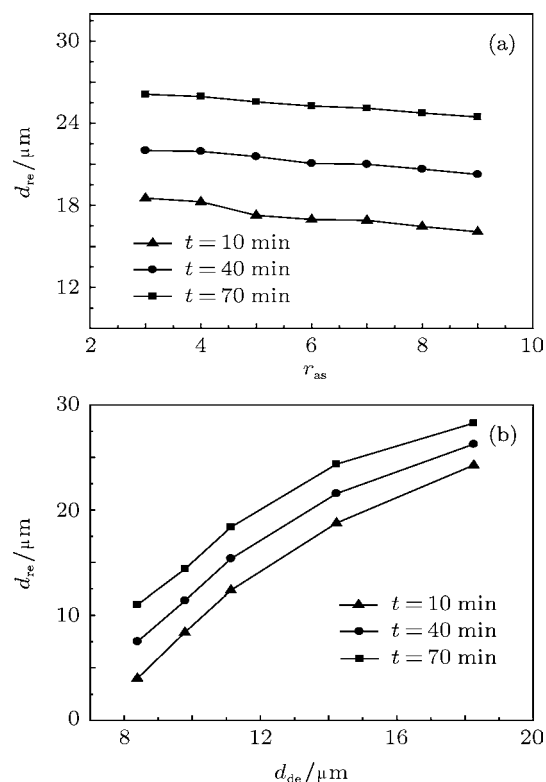 30
(a)
24
d_re/μm
18
t = 10 min
t = 40 min
12
t = 70 min
2 4 6 8 10
r_as
30
(b)
20
d_re/μm
t = 10 min
10
t = 40 min
t = 70 min
0
8 12 16 20
d_de/μm